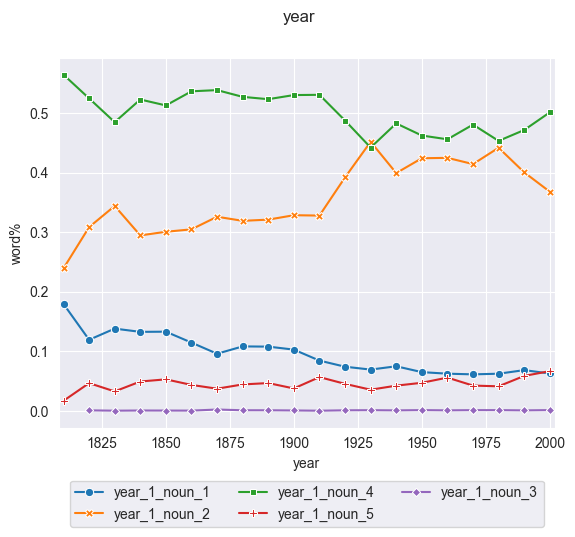 year
0.5
0.4
0.3
0.2
0.1
0.0
word%
1825 1850 1875 1900 1925 1950 1975 2000
year
year_1_noun_1 year_1_noun_4 year_1_noun_3
year_1_noun_2 year_1_noun_5